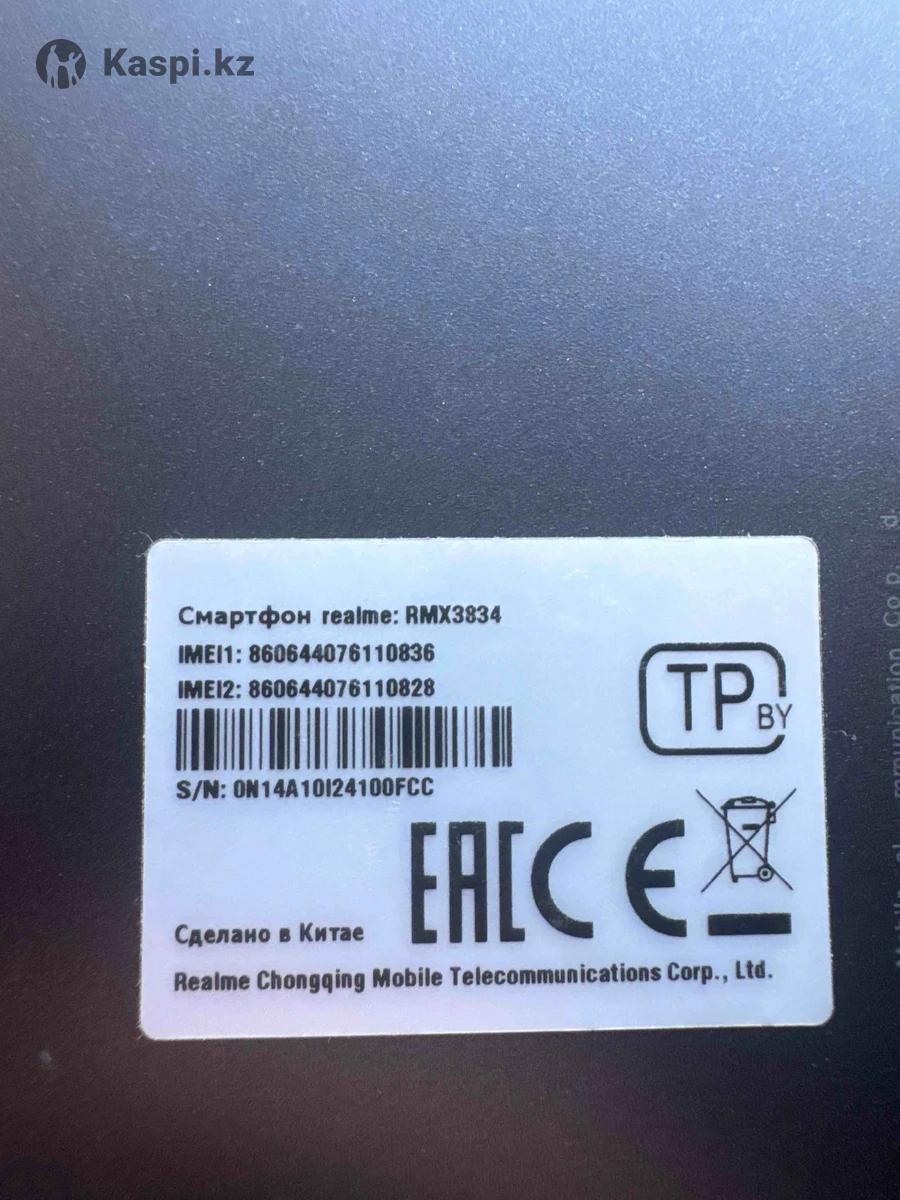 Kaspi.kz
Смартфон realme: RMX3834
IMEI1: 860644076110836
IMEI2: 860644076110828
S/N: 0N14A10I24100FCC
TP BY
EAC CE
Сделано в Китае
Realme Chongqing Mobile Telecommunications Corp., Ltd.